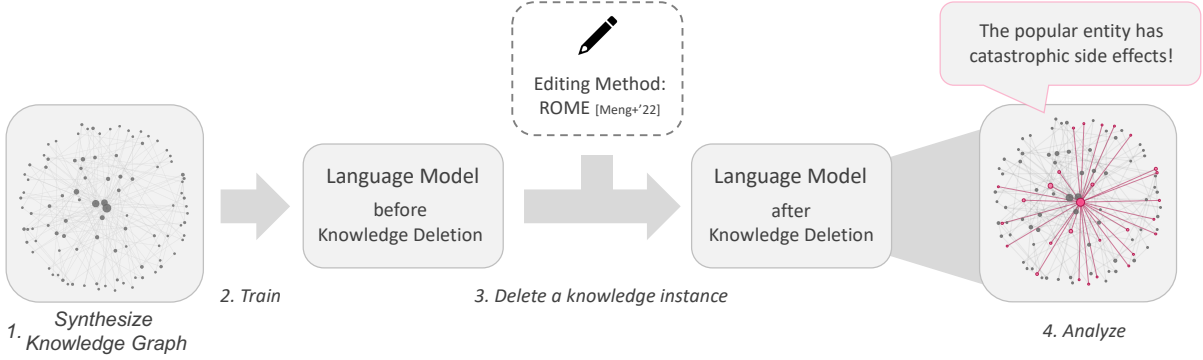 The popular entity has
catastrophic side effects!
Editing Method:
ROME [Meng+'22]
Language Model
before
Knowledge Deletion
Language Model
after
Knowledge Deletion
1. Synthesize
Knowledge Graph
2. Train
3. Delete a knowledge instance
4. Analyze